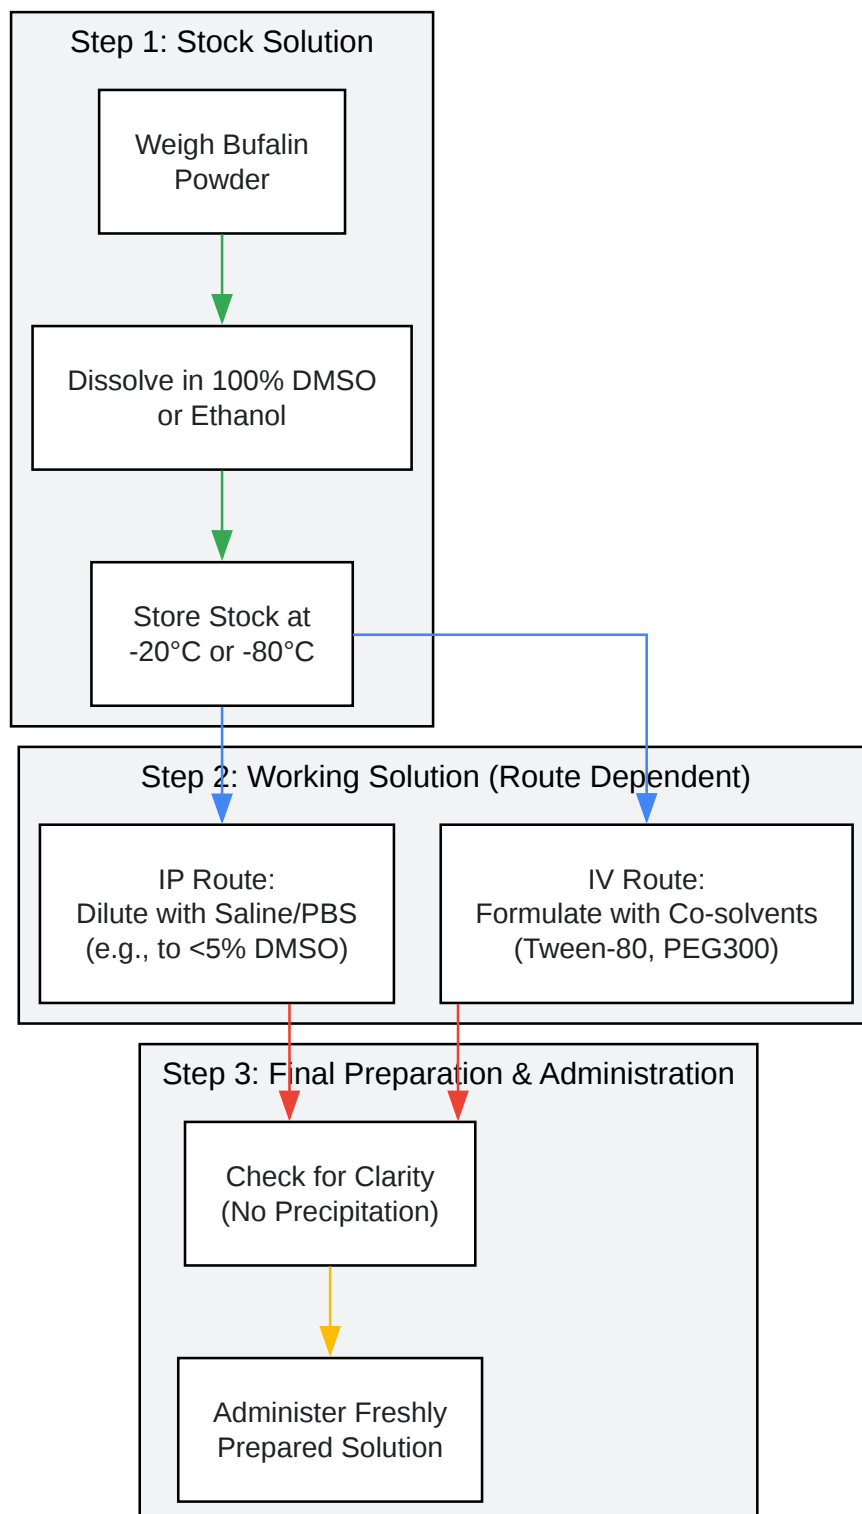 Step 1: Stock Solution
Weigh Bufalin
Powder
Dissolve in 100% DMSO
or Ethanol
Store Stock at
-20°C or -80°C
Step 2: Working Solution (Route Dependent)
IP Route:
Dilute with Saline/PBS
(e.g., to <5% DMSO)
IV Route:
Formulate with Co-solvents
(Tween-80, PEG300)
Step 3: Final Preparation & Administration
Check for Clarity
(No Precipitation)
Administer Freshly
Prepared Solution